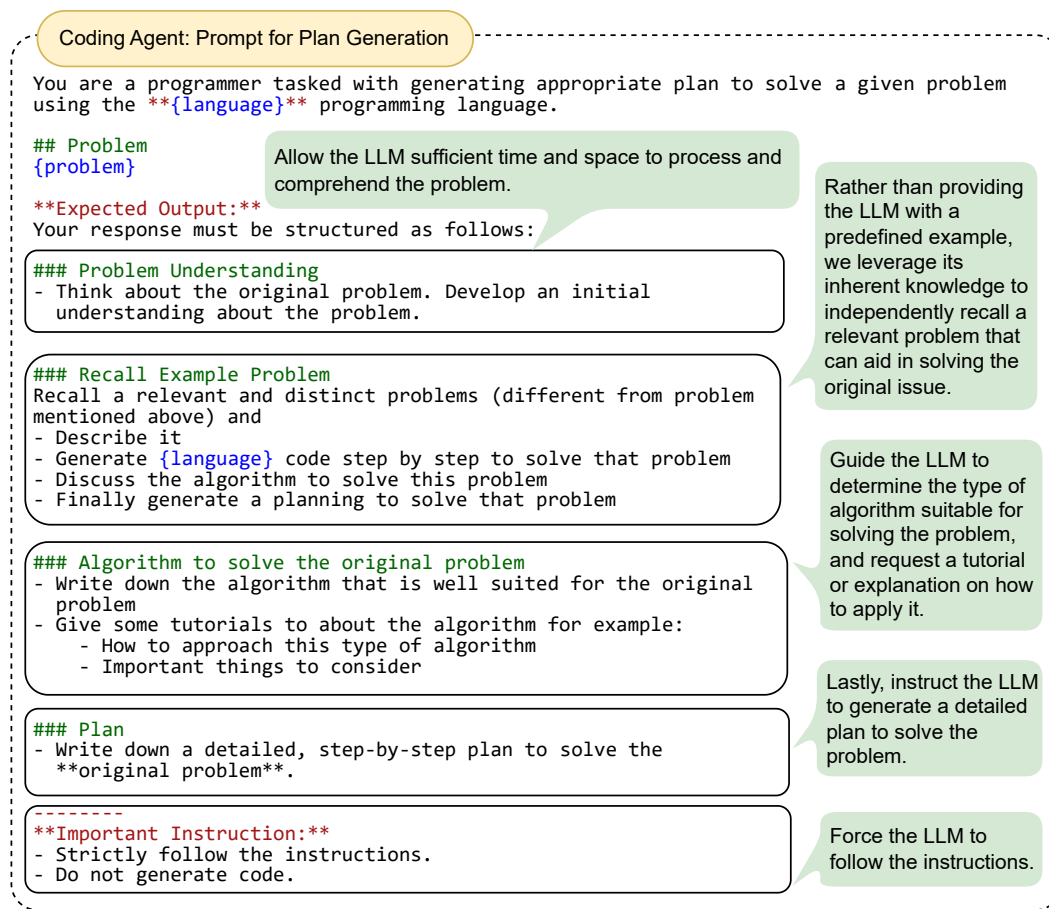 Coding Agent: Prompt for Plan Generation
You are a programmer tasked with generating appropriate plan to solve a given problem
using the **{language}** programming language.
## Problem
{problem}
Allow the LLM sufficient time and space to process and
comprehend the problem.
**Expected Output:**
Your response must be structured as follows:
### Problem Understanding
- Think about the original problem. Develop an initial
understanding about the problem.
Rather than providing
the LLM with a
predefined example,
we leverage its
inherent knowledge to
independently recall a
relevant problem that
can aid in solving the
original issue.
### Recall Example Problem
Recall a relevant and distinct problems (different from problem
mentioned above) and
- Describe it
- Generate {language} code step by step to solve that problem
- Discuss the algorithm to solve this problem
- Finally generate a planning to solve that problem
Guide the LLM to
determine the type of
algorithm suitable for
solving the problem,
and request a tutorial
or explanation on how
to apply it.
### Algorithm to solve the original problem
- Write down the algorithm that is well suited for the original
problem
- Give some tutorials to about the algorithm for example:
- How to approach this type of algorithm
- Important things to consider
Lastly, instruct the LLM
to generate a detailed
plan to solve the
problem.
### Plan
- Write down a detailed, step-by-step plan to solve the
**original problem**.
--------
**Important Instruction:**
- Strictly follow the instructions.
- Do not generate code.
Force the LLM to
follow the instructions.